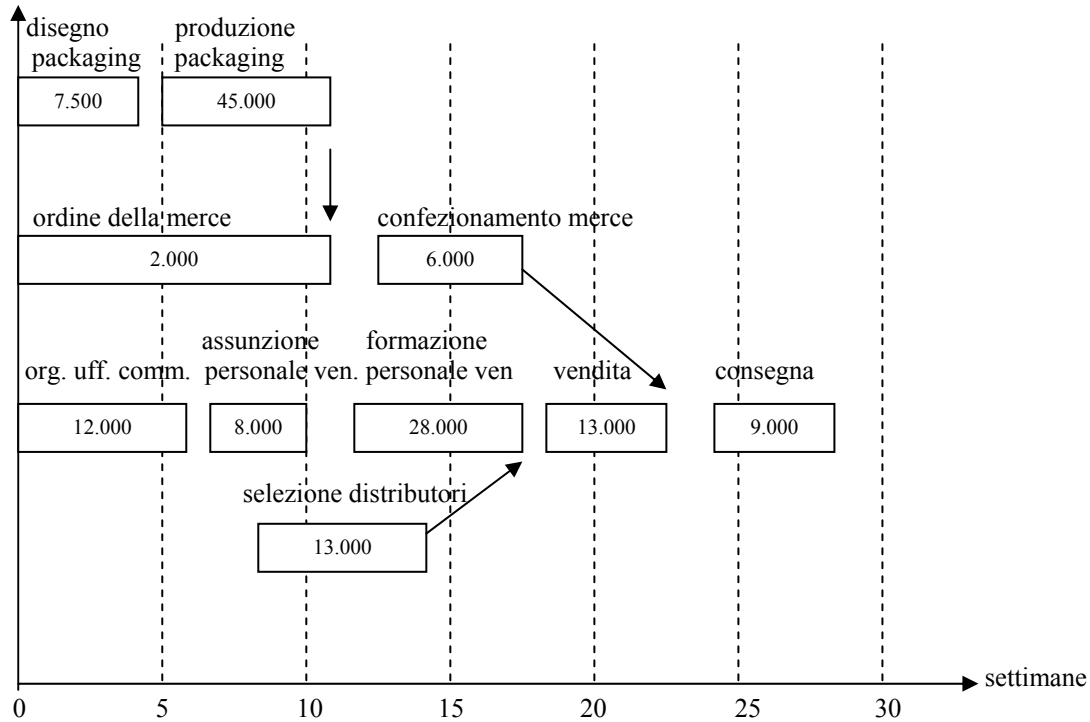 disegno
packaging
produzione
packaging
7.500
45.000
ordine della merce
confezionamento merce
2.000
6.000
org. uff. comm.
assunzione
personale ven.
formazione
personale ven
vendita
consegna
12.000
8.000
28.000
13.000
9.000
selezione distributori
13.000
settimane
0
5
10
15
20
25
30